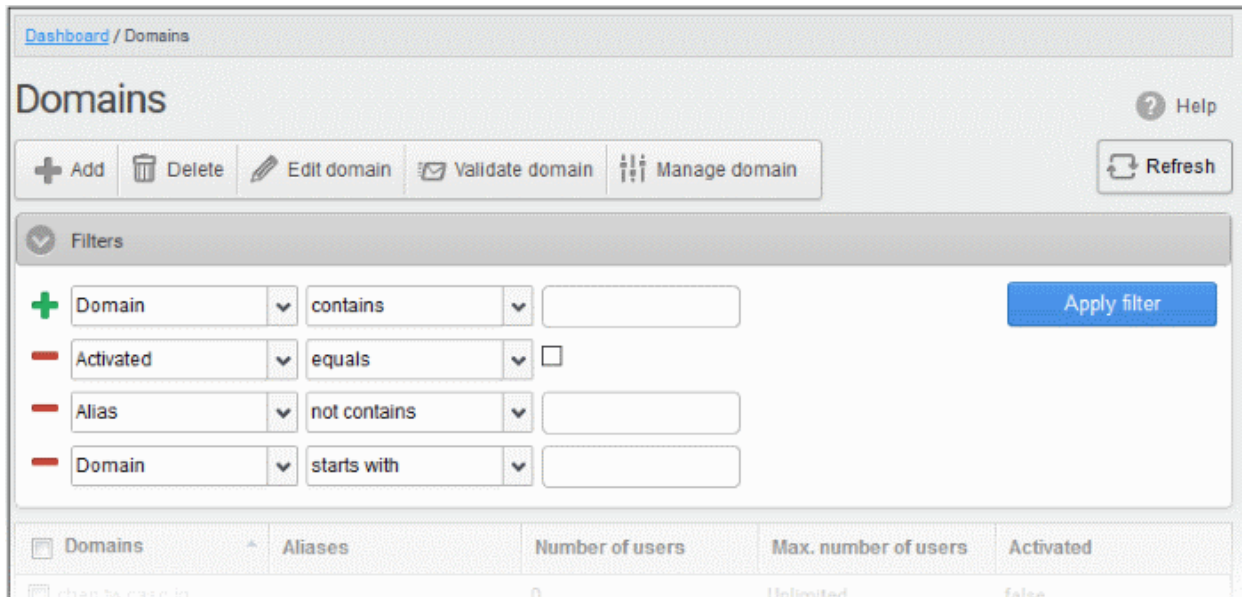 Dashboard / Domains
Domains
Help
Add Delete Edit domain Validate domain Manage domain Refresh
Filters
Domain contains Apply filter
Activated equals
Alias not contains
Domain starts with
Domains Aliases Number of users Max. number of users Activated
0 Unlimited false